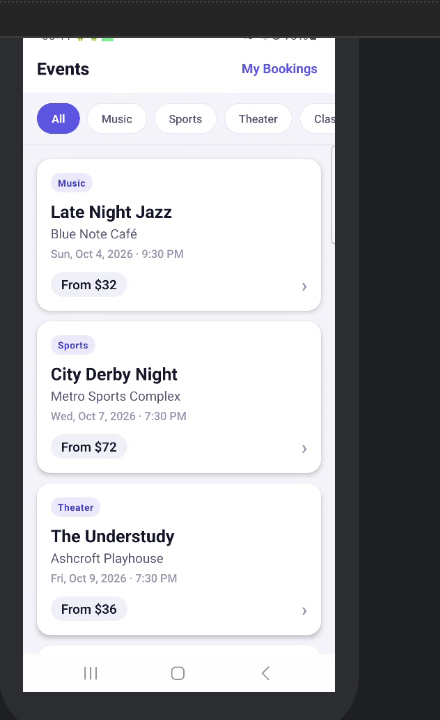 Events
My Bookings
All
Music
Sports
Theater
Clas
Music
Late Night Jazz
Blue Note Café
Sun, Oct 4, 2026 · 9:30 PM
From $32
Sports
City Derby Night
Metro Sports Complex
Wed, Oct 7, 2026 · 7:30 PM
From $72
Theater
The Understudy
Ashcroft Playhouse
Fri, Oct 9, 2026 · 7:30 PM
From $36